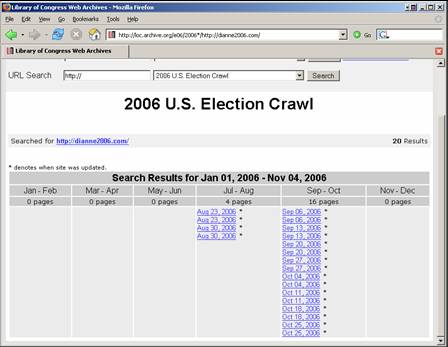 Library of Congress Web Archives - Mozilla Firefox
File Edit View Go Bookmarks Tools Help
http://loc.archive.org/e06/2006*/http://dianne2006.com/
Go
Library of Congress Web Archives
URL Search http:// 2006 U.S. Election Crawl Search
2006 U.S. Election Crawl
Searched for http://dianne2006.com/ 20 Results
* denotes when site was updated.
Search Results for Jan 01, 2006 - Nov 04, 2006
Jan - Feb Mar - Apr May - Jun Jul - Aug Sep - Oct Nov - Dec
0 pages 0 pages 0 pages 4 pages 16 pages 0 pages
Aug 23, 2006 * Sep 06, 2006 *
Aug 23, 2006 * Sep 06, 2006 *
Aug 30, 2006 * Sep 13, 2006 *
Aug 30, 2006 * Sep 13, 2006 *
Sep 20, 2006 *
Sep 20, 2006 *
Sep 27, 2006 *
Sep 27, 2006 *
Oct 04, 2006 *
Oct 04, 2006 *
Oct 11, 2006 *
Oct 11, 2006 *
Oct 18, 2006 *
Oct 18, 2006 *
Oct 25, 2006 *
Oct 25, 2006 *